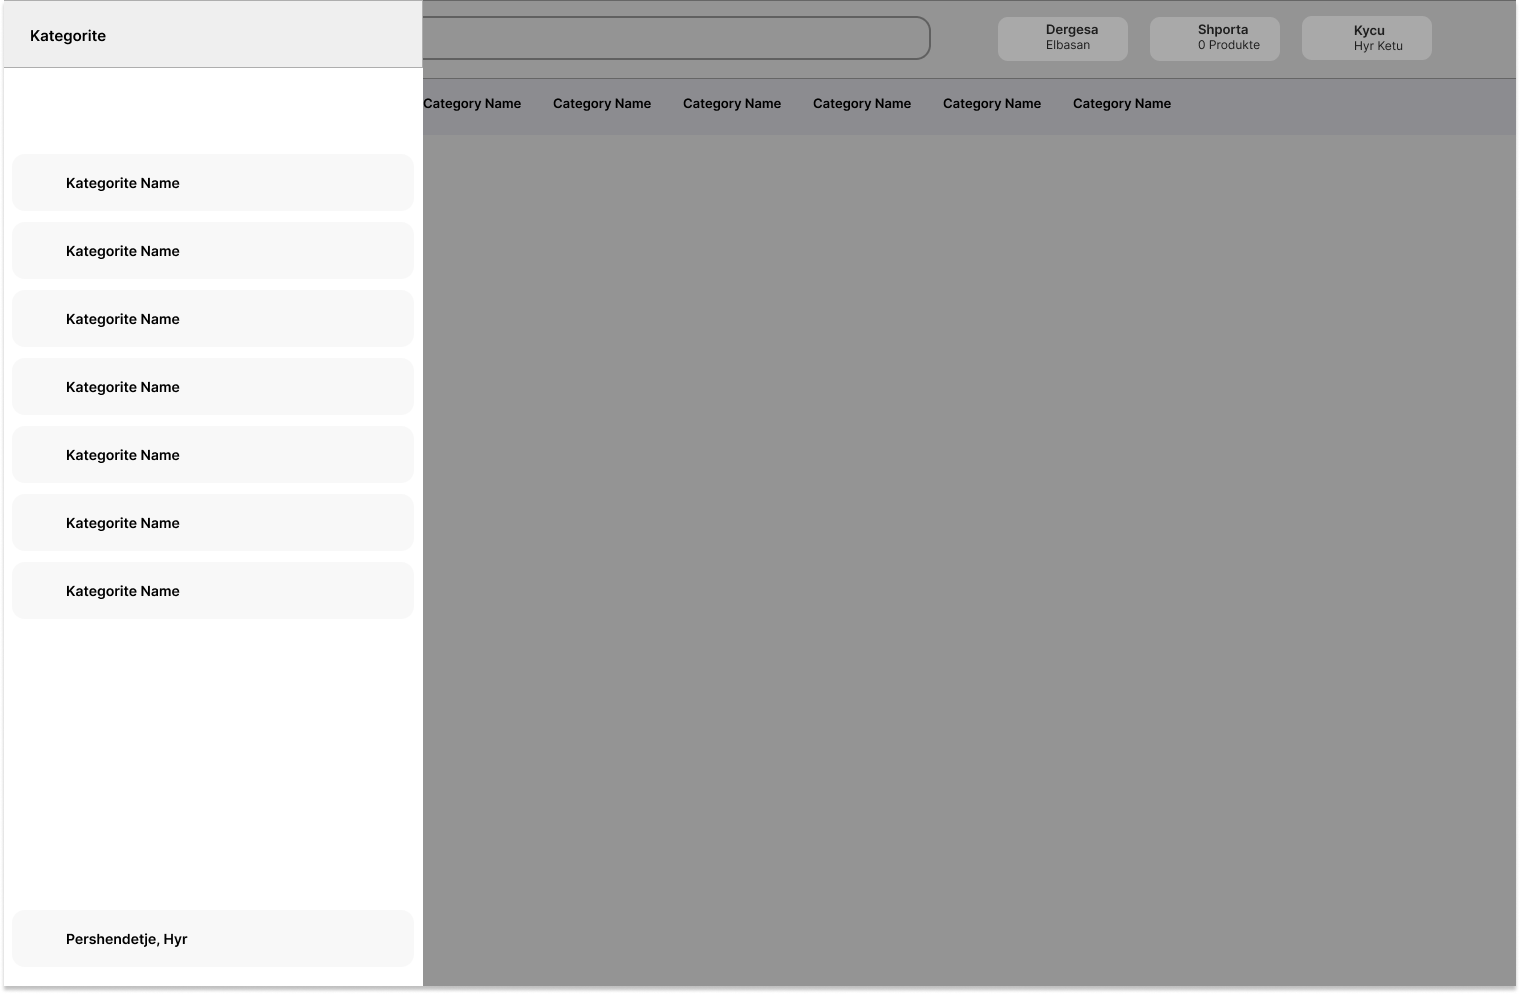 Kategorite
Dergesa
Elbasan
Shporta
0 Produkte
Kycu
Hyr Ketu
Category Name
Category Name
Category Name
Category Name
Category Name
Category Name
Kategorite Name
Kategorite Name
Kategorite Name
Kategorite Name
Kategorite Name
Kategorite Name
Kategorite Name
Pershendetje, Hyr